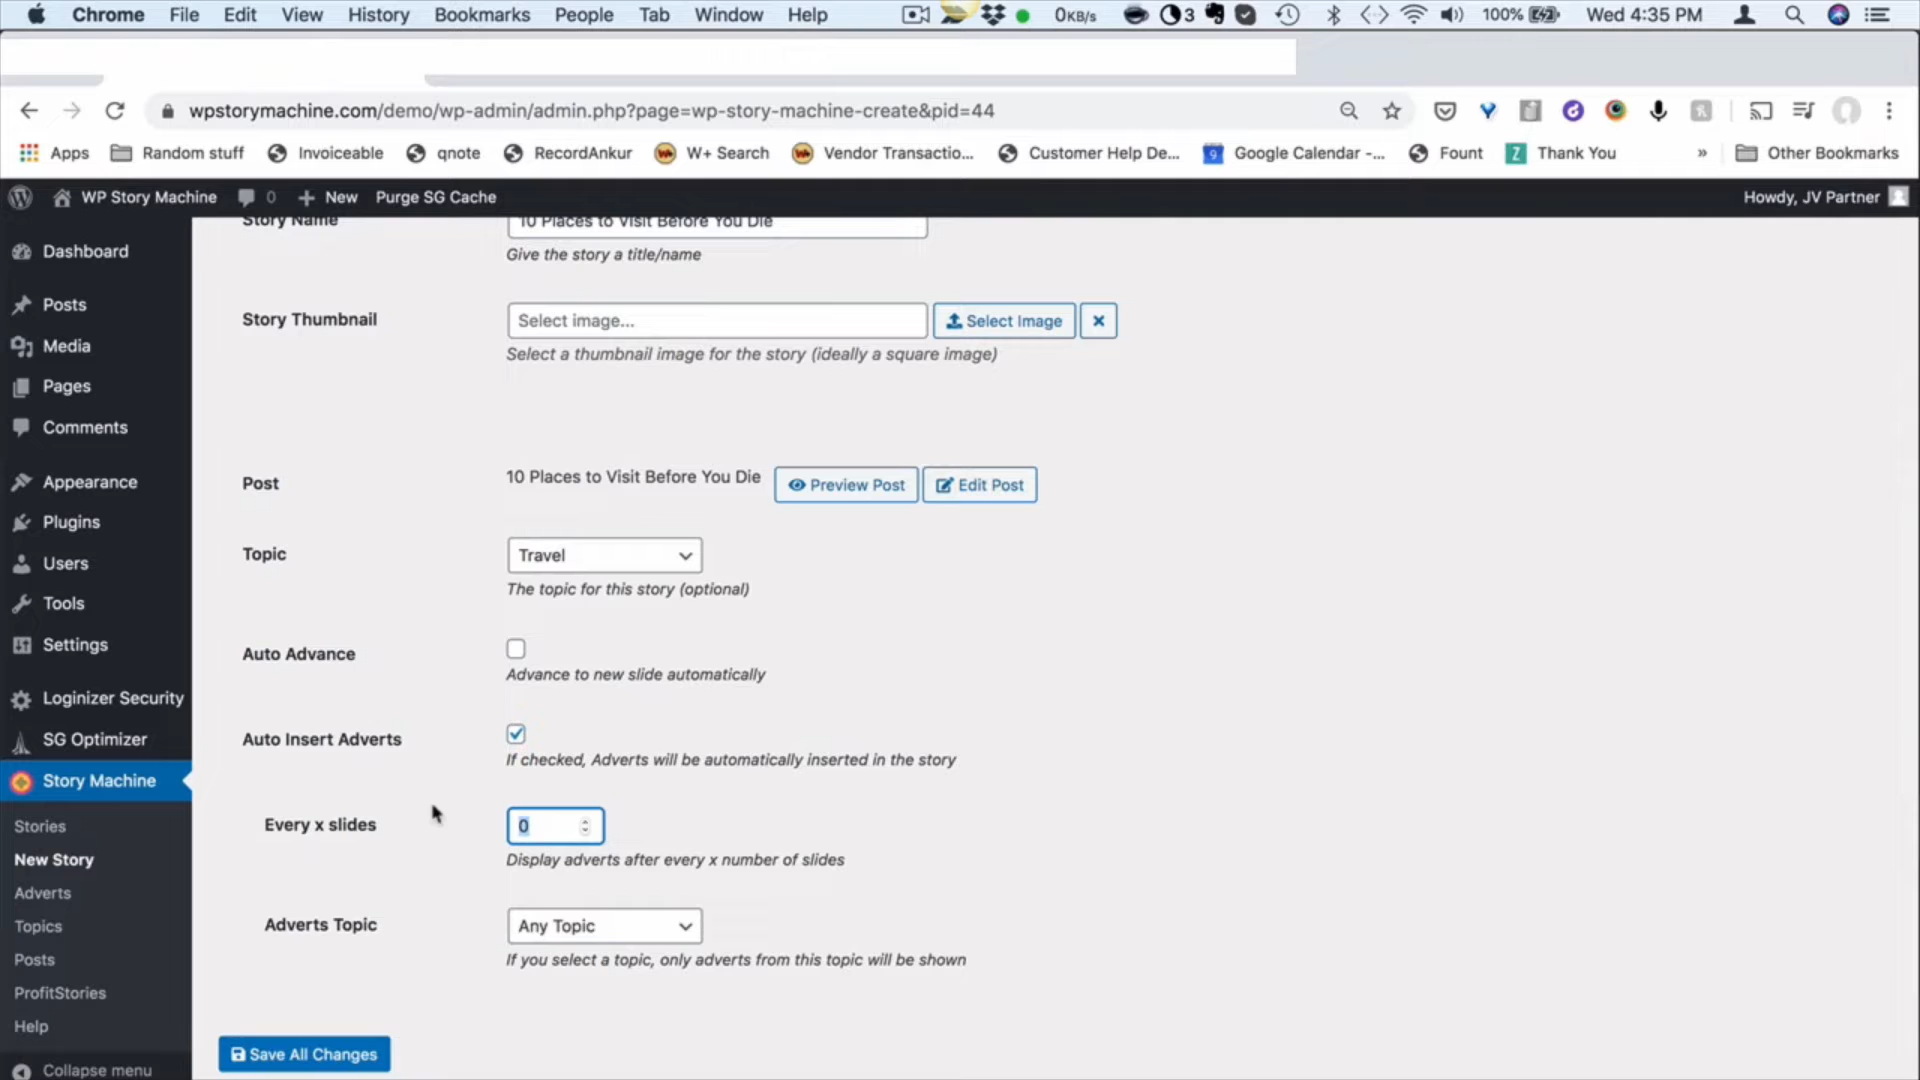 Chrome File Edit View History Bookmarks People Tab Window Help 0KB/s 3 100% Wed 4:35 PM
wpstorymachine.com/demo/wp-admin/admin.php?page=wp-story-machine-create&pid=44
Apps Random stuff Invoiceable qnote RecordAnkur W+ Search Vendor Transactio... Customer Help De... 9 Google Calendar -... Fount Z Thank You » Other Bookmarks
WP Story Machine 0 + New Purge SG Cache Howdy, JV Partner
Dashboard
Posts
Media
Pages
Comments
Appearance
Plugins
Users
Tools
Settings
Loginizer Security
SG Optimizer
Story Machine
Stories
New Story
Adverts
Topics
Posts
ProfitStories
Help
Collapse menu
Story Name 10 Places to Visit Before You Die
Give the story a title/name
Story Thumbnail Select image... Select Image ×
Select a thumbnail image for the story (ideally a square image)
Post 10 Places to Visit Before You Die Preview Post Edit Post
Topic Travel
The topic for this story (optional)
Auto Advance
Advance to new slide automatically
Auto Insert Adverts
If checked, Adverts will be automatically inserted in the story
Every x slides 0
Display adverts after every x number of slides
Adverts Topic Any Topic
If you select a topic, only adverts from this topic will be shown
Save All Changes